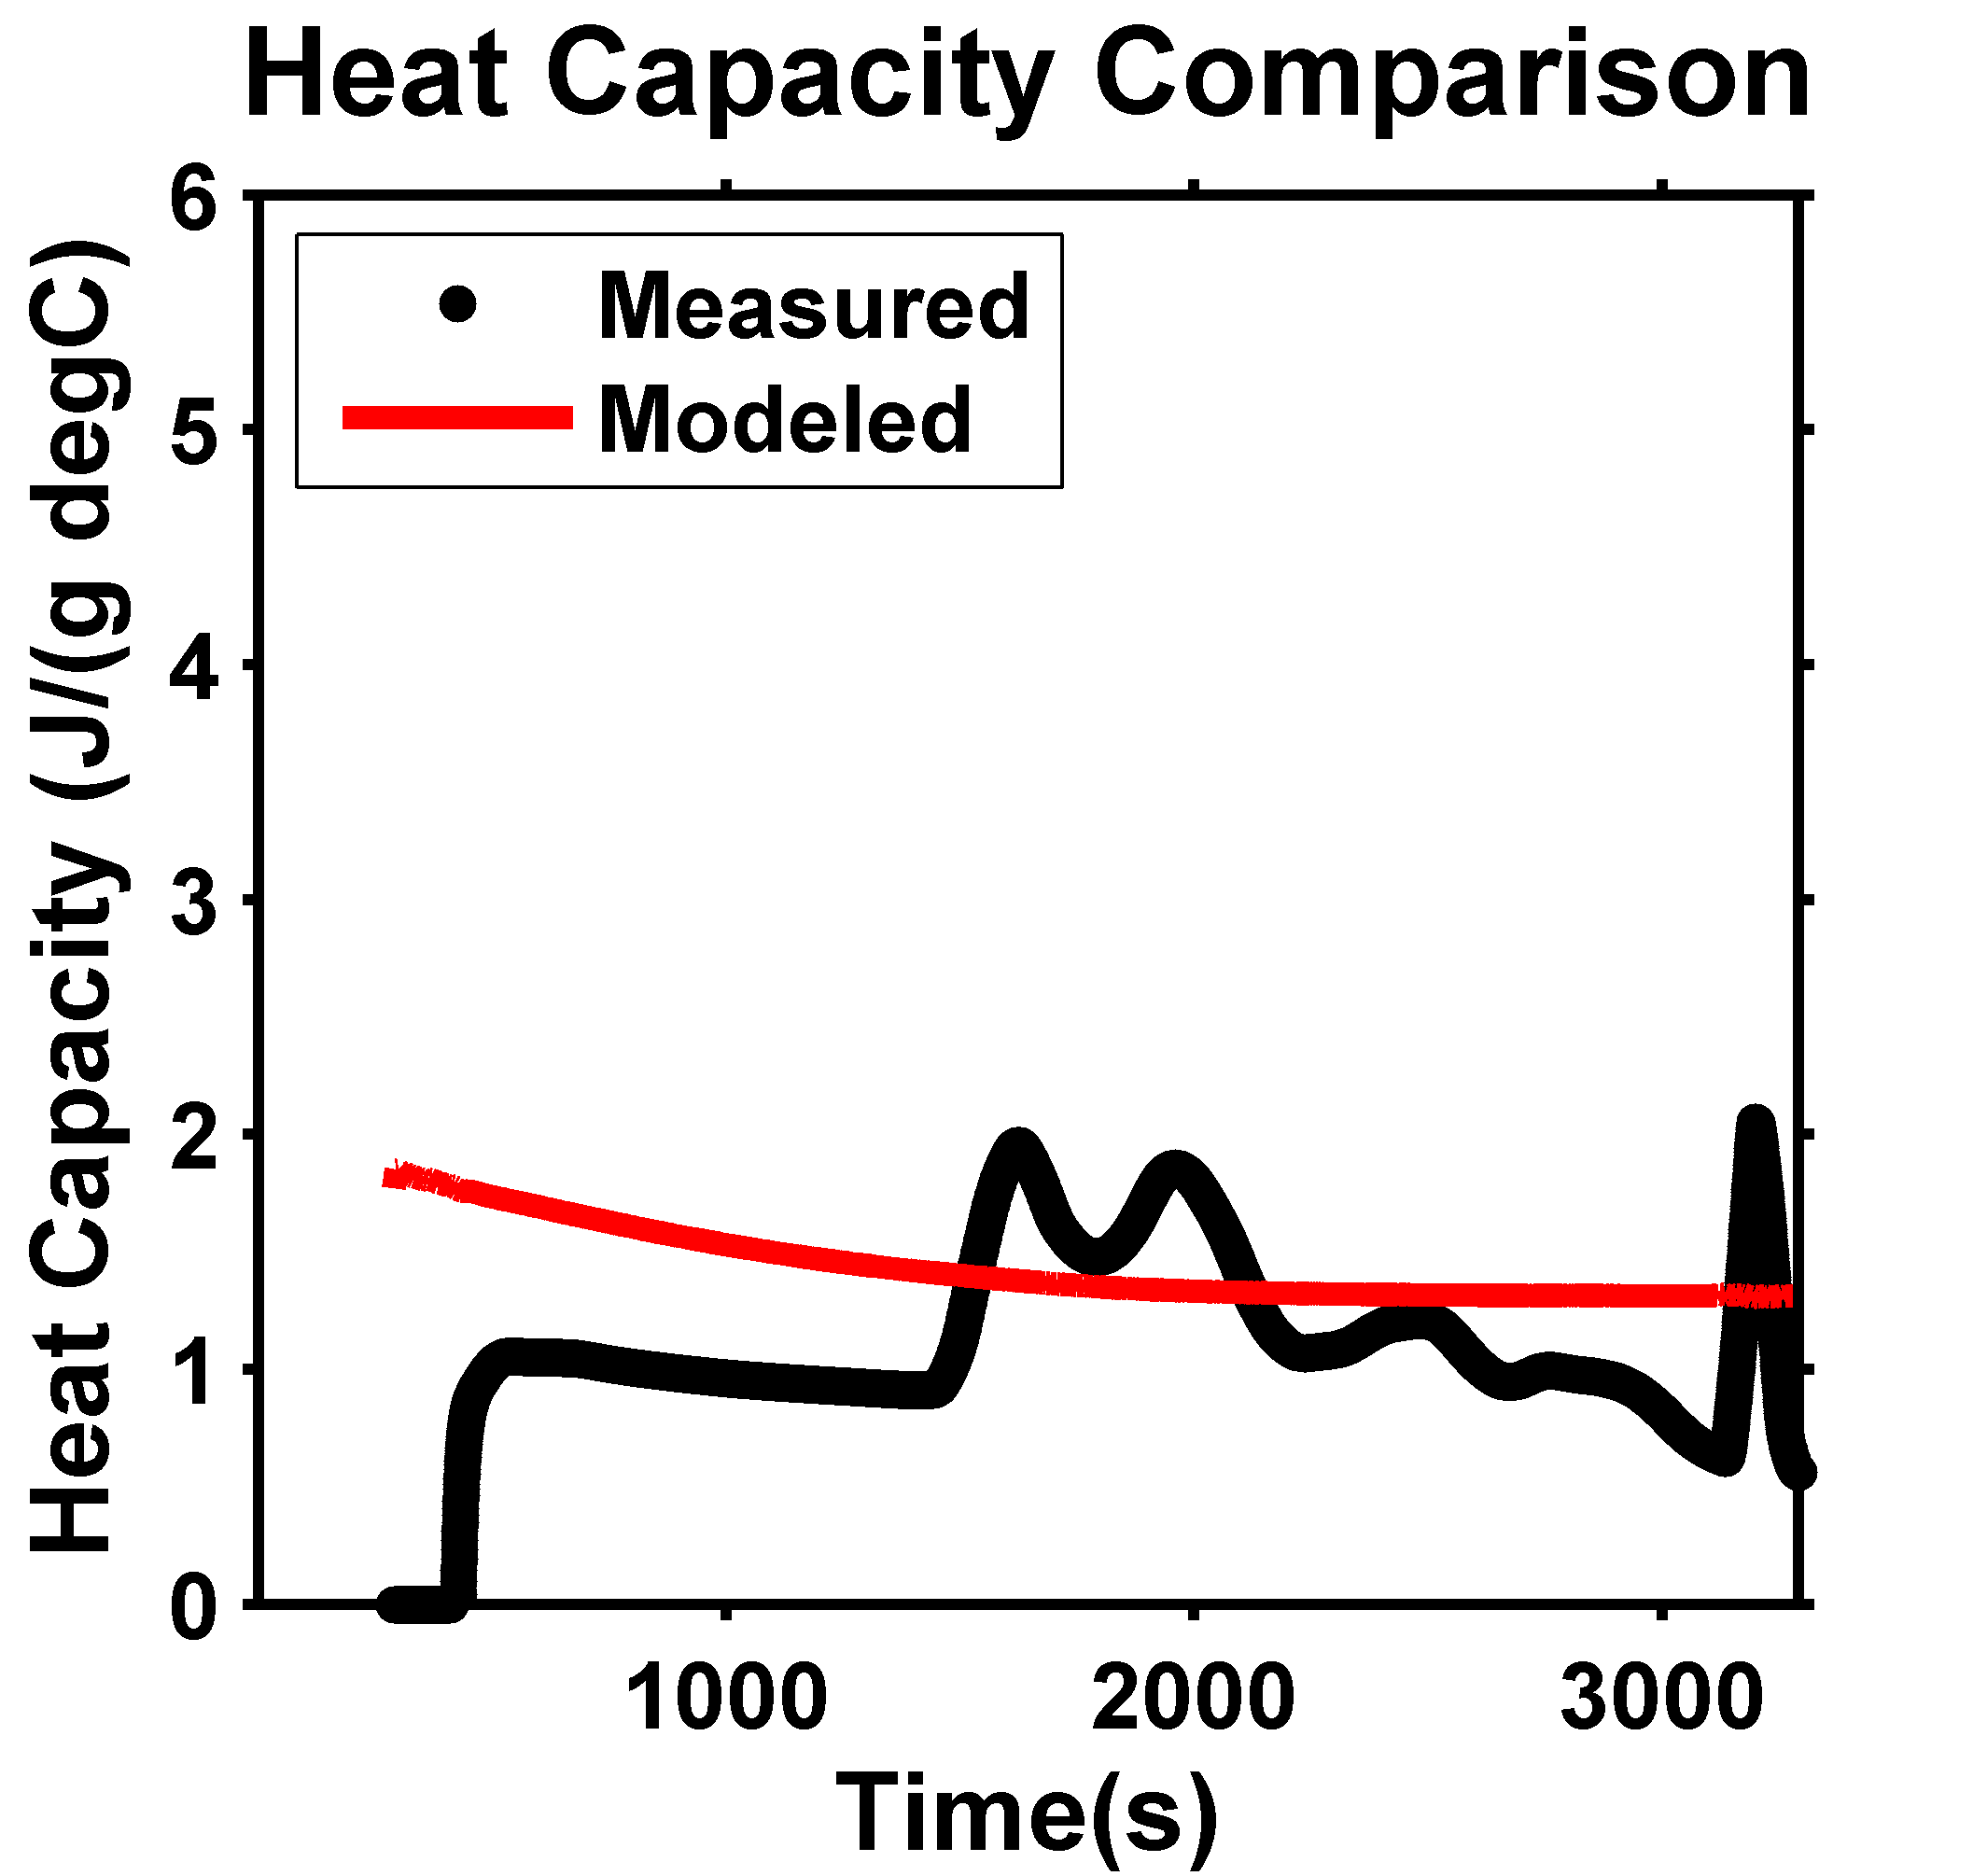 Heat Capacity Comparison
6
5
4
3
2
1
0
Heat Capacity (J/(g degC)
Measured
Modeled
1000 2000 3000
Time(s)